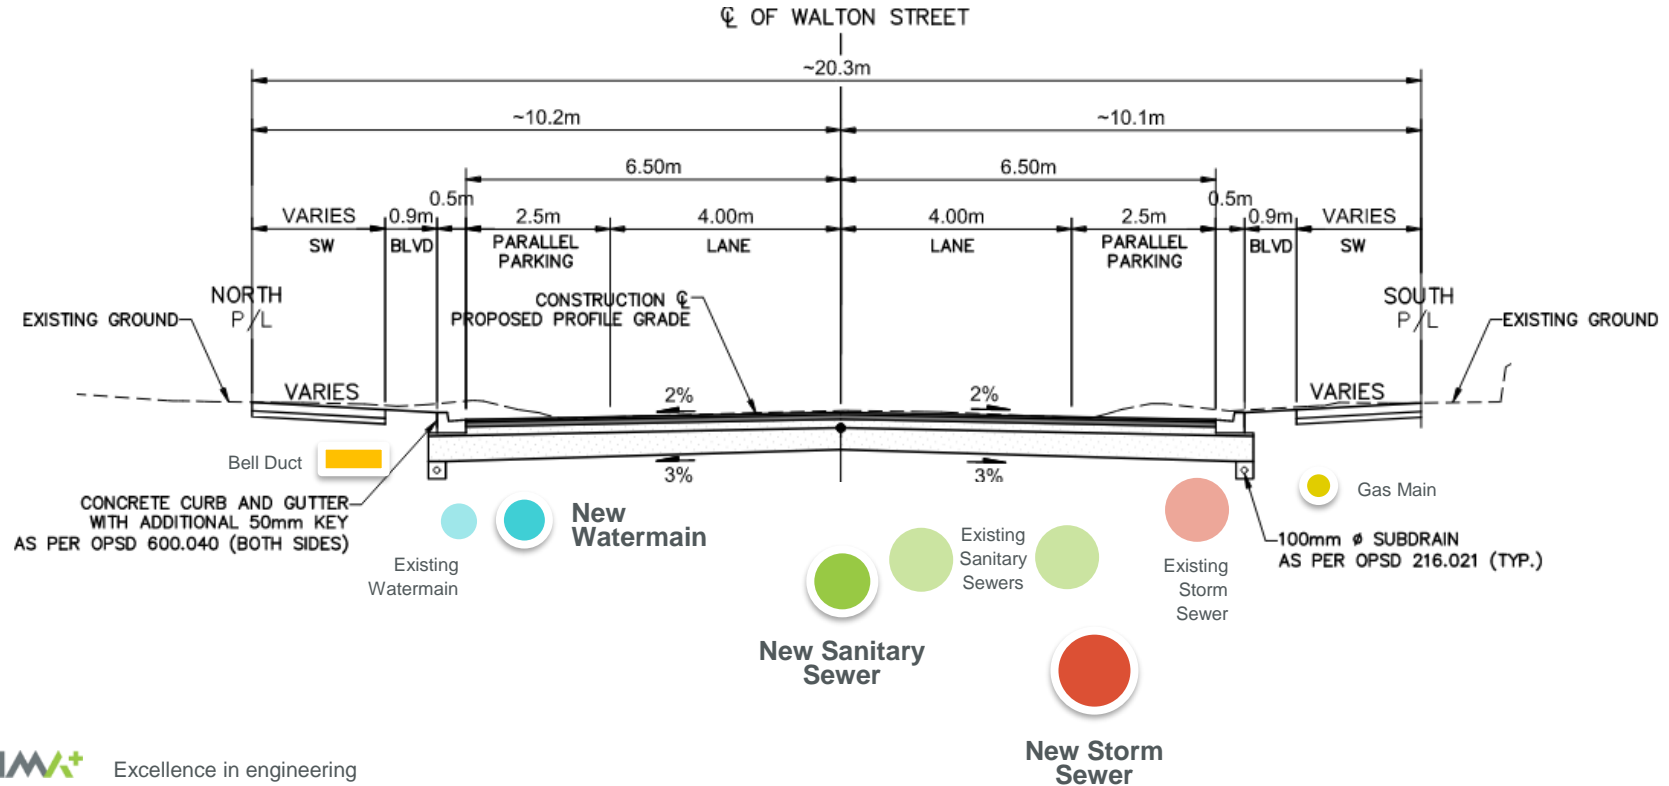 ℄ OF WALTON STREET
~20.3m
~10.2m
~10.1m
6.50m
6.50m
0.5m
0.5m
VARIES
0.9m
2.5m
4.00m
4.00m
2.5m
0.9m
VARIES
SW
BLVD
PARALLEL
PARKING
LANE
LANE
PARALLEL
PARKING
BLVD
SW
NORTH
P/L
SOUTH
P/L
CONSTRUCTION ℄
PROPOSED PROFILE GRADE
EXISTING GROUND
EXISTING GROUND
VARIES
2%
2%
VARIES
3%
3%
Bell Duct
CONCRETE CURB AND GUTTER
WITH ADDITIONAL 50mm KEY
AS PER OPSD 600.040 (BOTH SIDES)
Existing
Watermain
New
Watermain
Existing
Sanitary
Sewers
New Sanitary
Sewer
Existing
Storm
Sewer
New Storm
Sewer
Gas Main
100mm ø SUBDRAIN
AS PER OPSD 216.021 (TYP.)
Excellence in engineering